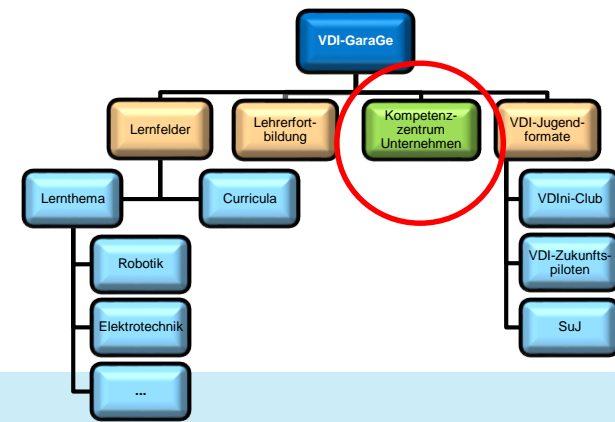 VDI-GaraGe
Lernfelder
Lehrerfort-
bildung
Kompetenz-
zentrum
Unternehmen
VDI-Jugend-
formate
Lernthema
Curricula
VDIni-Club
Robotik
VDI-Zukunfts-
piloten
Elektrotechnik
SuJ
...